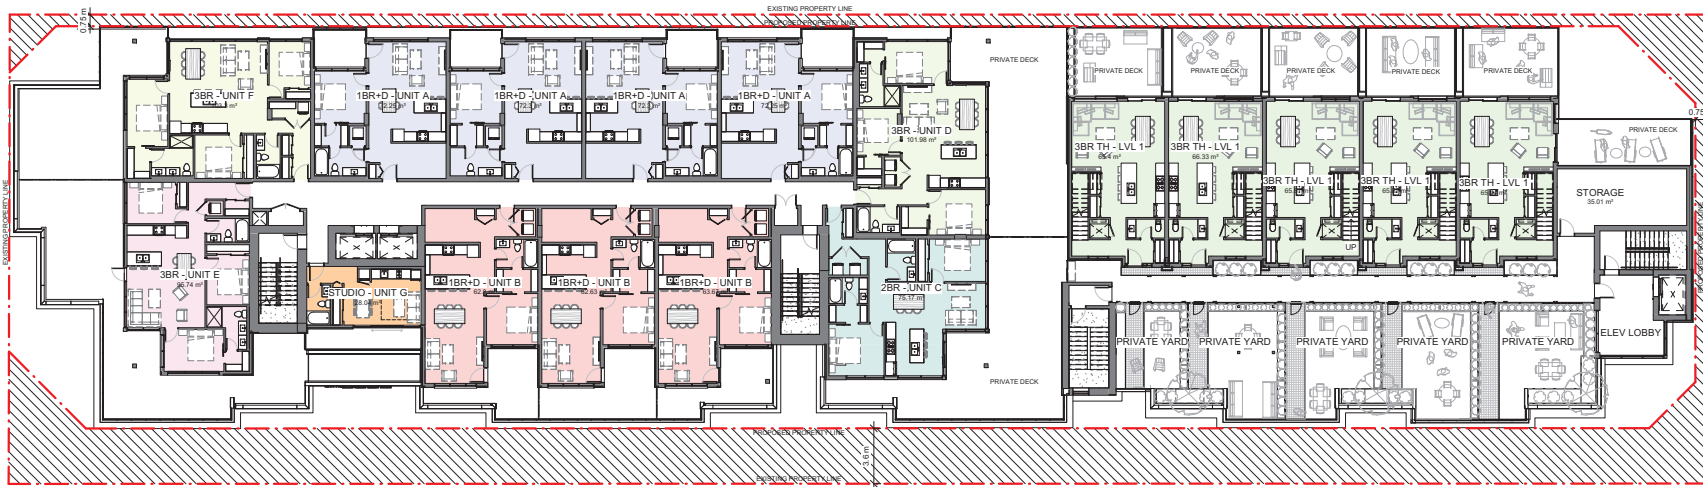 EXISTING PROPERTY LINE
PROPOSED PROPERTY LINE
0.75 m
PRIVATE DECK
PRIVATE DECK
PRIVATE DECK
PRIVATE DECK
PRIVATE DECK
PRIVATE DECK
PRIVATE DECK
3BR - UNIT F
1BR+D - UNIT A
1BR+D - UNIT A
1BR+D - UNIT A
1BR+D - UNIT A
3BR - UNIT D
101.98 m²
3BR TH - LVL 1
3BR TH - LVL 1
66.33 m²
3BR TH - LVL 1
3BR TH - LVL 1
3BR TH - LVL 1
STORAGE
35.01 m²
EXISTING PROPERTY LINE
UP
3BR - UNIT E
STUDIO - UNIT G
1BR+D - UNIT B
1BR+D - UNIT B
1BR+D - UNIT B
2BR - UNIT C
75.17 m²
ELEV LOBBY
PRIVATE YARD
PRIVATE YARD
PRIVATE YARD
PRIVATE YARD
PRIVATE YARD
PRIVATE DECK
PROPOSED PROPERTY LINE
3.6 m
EXISTING PROPERTY LINE